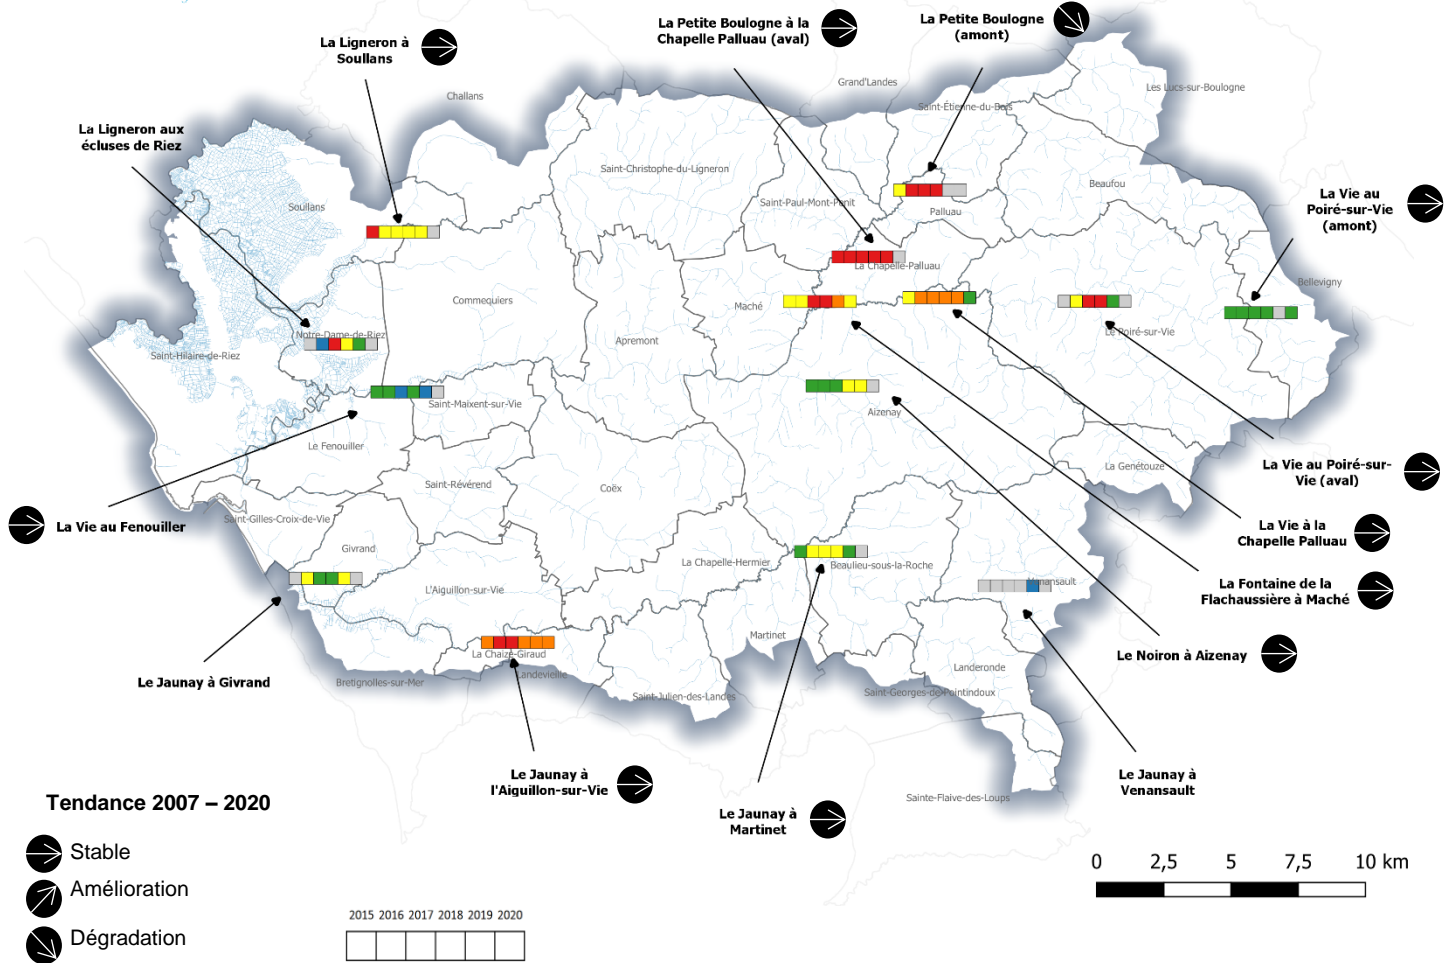 La Petite Boulogne à la
Chapelle Palluau (aval)
La Petite Boulogne
(amont)
La Ligneron à
Soullans
Challans
Grand'Landes
Saint-Étienne-du-Bois
Les Lucs-sur-Boulogne
La Ligneron aux
écluses de Riez
Saint-Christophe-du-Ligneron
Soullans
Saint-Paul-Mont-Penit
Palluau
Beaufou
La Vie au
Poiré-sur-Vie
(amont)
La Chapelle-Palluau
Bellevigny
Commequiers
Maché
Le Poiré-sur-Vie
Notre-Dame-de-Riez
Saint-Hilaire-de-Riez
Apremont
Saint-Maixent-sur-Vie
Aizenay
Le Fenouiller
La Genétouze
La Vie au Poiré-sur-
Vie (aval)
Saint-Révérend
Coëx
La Vie au Fenouiller
Saint-Gilles-Croix-de-Vie
La Vie à la
Chapelle Palluau
Givrand
La Chapelle-Hermier
Beaulieu-sous-la-Roche
L'Aiguillon-sur-Vie
Venansault
La Fontaine de la
Flachaussière à Maché
Martinet
La Chaize-Giraud
Le Noiron à Aizenay
Landevieille
Landeronde
Le Jaunay à Givrand
Bretignolles-sur-Mer
Saint-Julien-des-Landes
Saint-Georges-de-Pointindoux
Le Jaunay à
l'Aiguillon-sur-Vie
Le Jaunay à
Venansault
Sainte-Flaive-des-Loups
Le Jaunay à
Martinet
Tendance 2007 – 2020
Stable
Amélioration
Dégradation
2015 2016 2017 2018 2019 2020
0 2,5 5 7,5 10 km